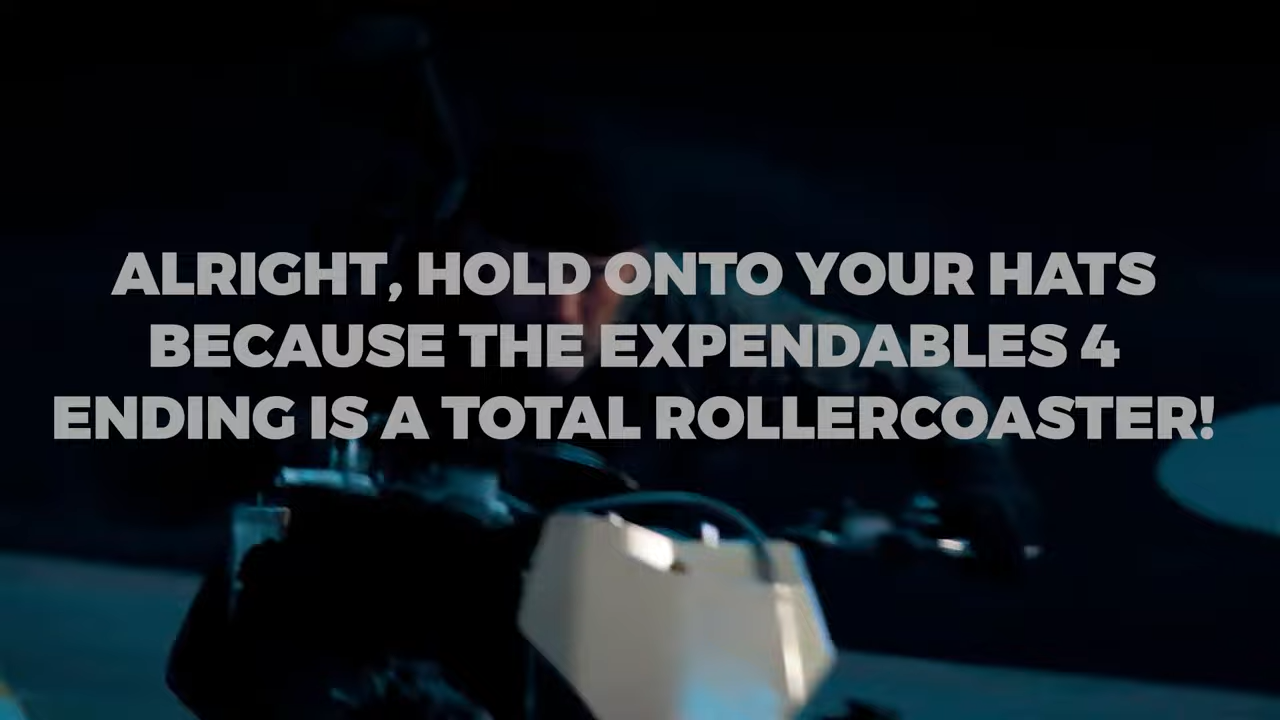 ALRIGHT, HOLD ONTO YOUR HATS
BECAUSE THE EXPENDABLES 4
ENDING IS A TOTAL ROLLERCOASTER!